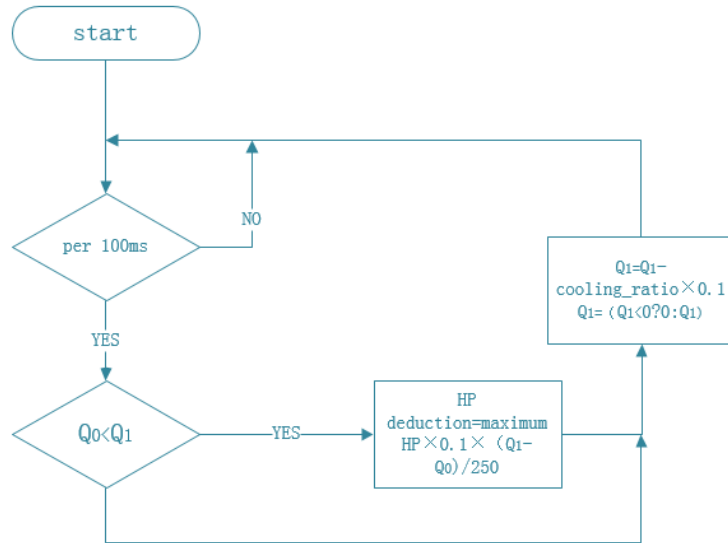 start
NO
per 100ms
Q1=Q1-
cooling_ratio×0.1
Q1=（Q1<0?0:Q1)
YES
HP
deduction=maximum
HP×0.1×（Q1-
Q0)/250
Q0<Q1
YES